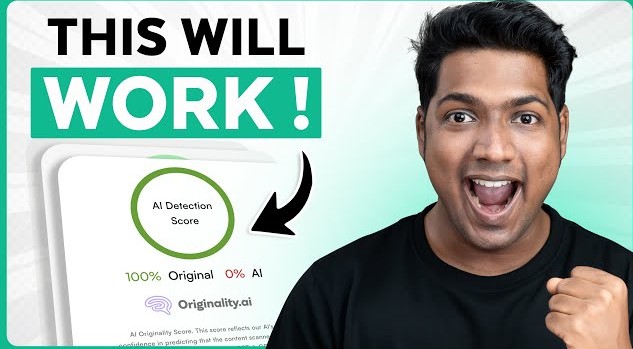 THIS WILL
WORK !
AI Detection
Score
100% Original 0% AI
Originality.ai
AI Originality Score. This score reflects our AI's
confidence in predicting that the content scanned